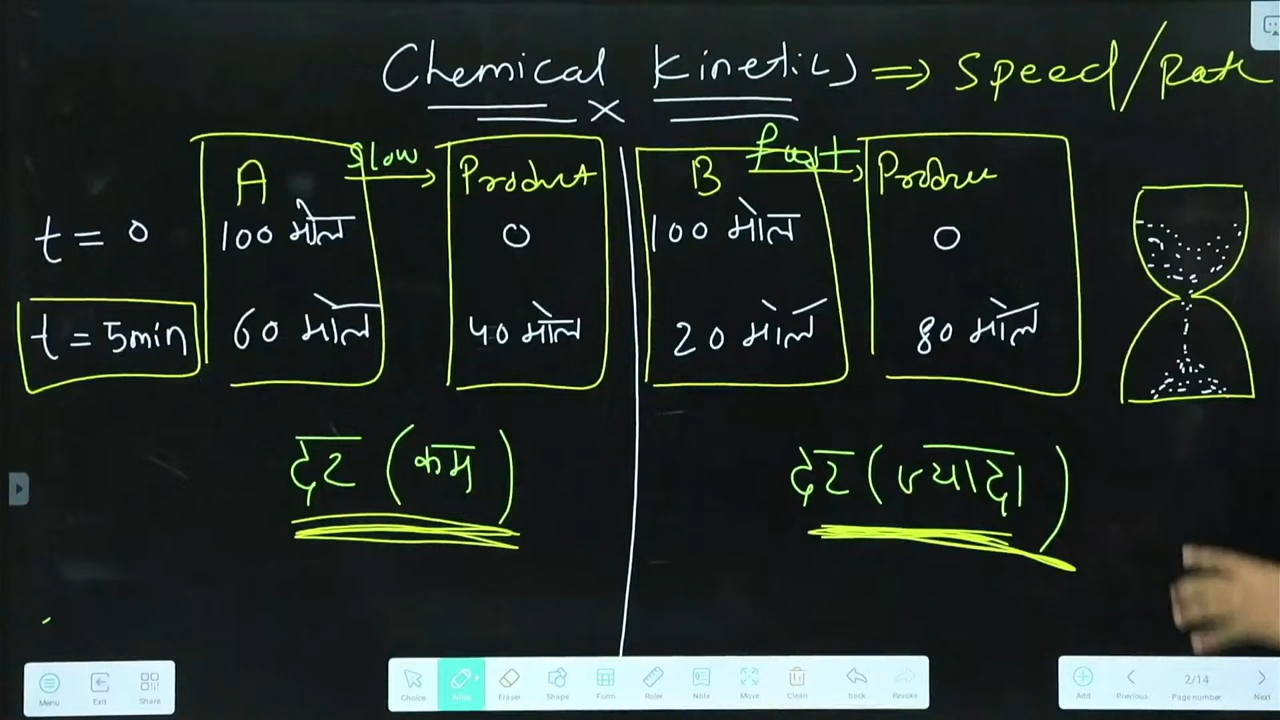 Chemical Kinetics ⇒ Speed/Rate
A slow→ Product B fast→ Produc
t = 0 100 मोल 0 100 मोल 0
t = 5min 60 मोल 40 मोल 20 मोल 80 मोल
दर (कम) दर (ज्यादा)
Menu Exit Share Choice Note Eraser Shape Form Ruler Note Move Clean back Revoke Add Previous 2/14 Page number Next